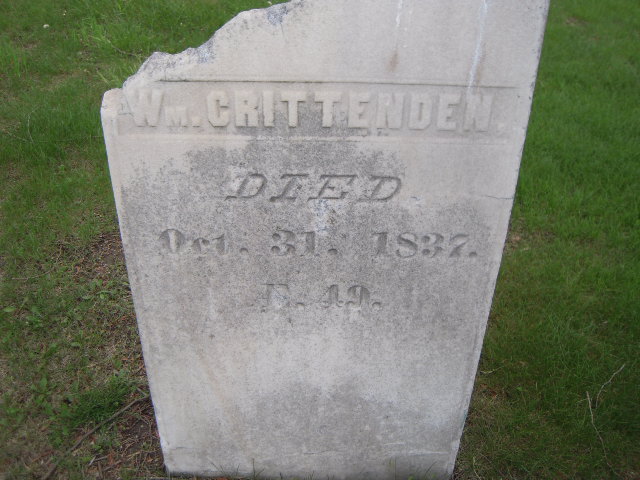 Wm. CRITTENDEN.
DIED
Oct. 31. 1837.
Æ. 49.